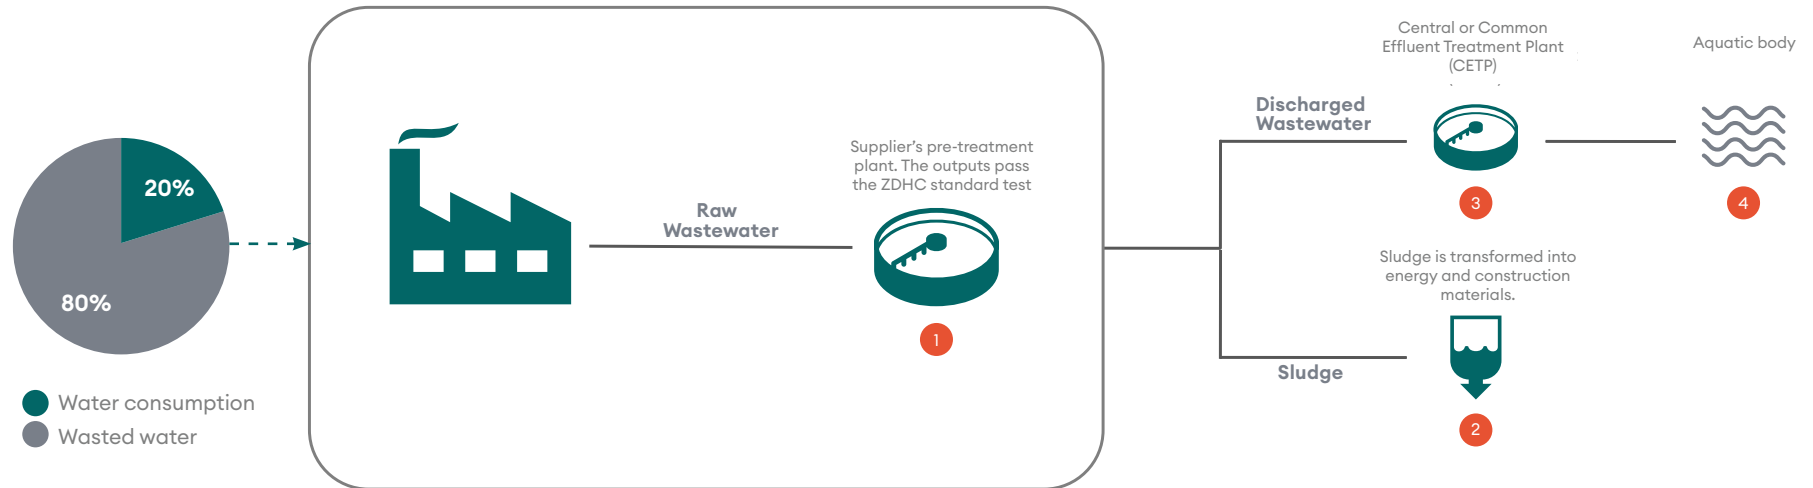 20%
80%
Water consumption
Wasted water
Raw
Wastewater
Supplier's pre-treatment
plant. The outputs pass
the ZDHC standard test
1
Discharged
Wastewater
Central or Common
Effluent Treatment Plant
(CETP)
3
Aquatic body
4
Sludge
Sludge is transformed into
energy and construction
materials.
2